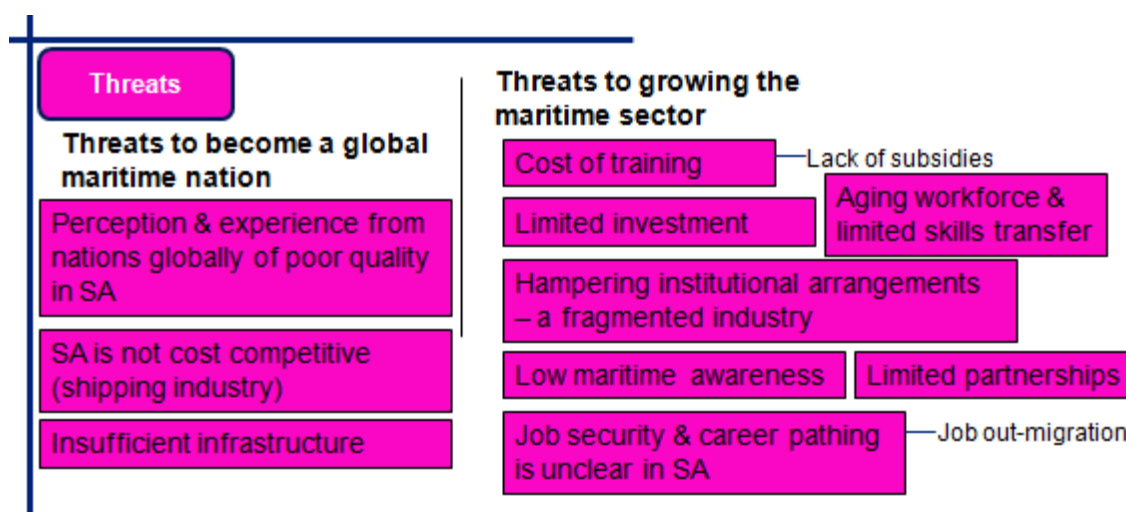 Threats
Threats to become a global
maritime nation
Perception & experience from
nations globally of poor quality
in SA
SA is not cost competitive
(shipping industry)
Insufficient infrastructure
Threats to growing the
maritime sector
Cost of training
Lack of subsidies
Limited investment
Aging workforce &
limited skills transfer
Hampering institutional arrangements
– a fragmented industry
Low maritime awareness
Limited partnerships
Job security & career pathing
is unclear in SA
Job out-migration